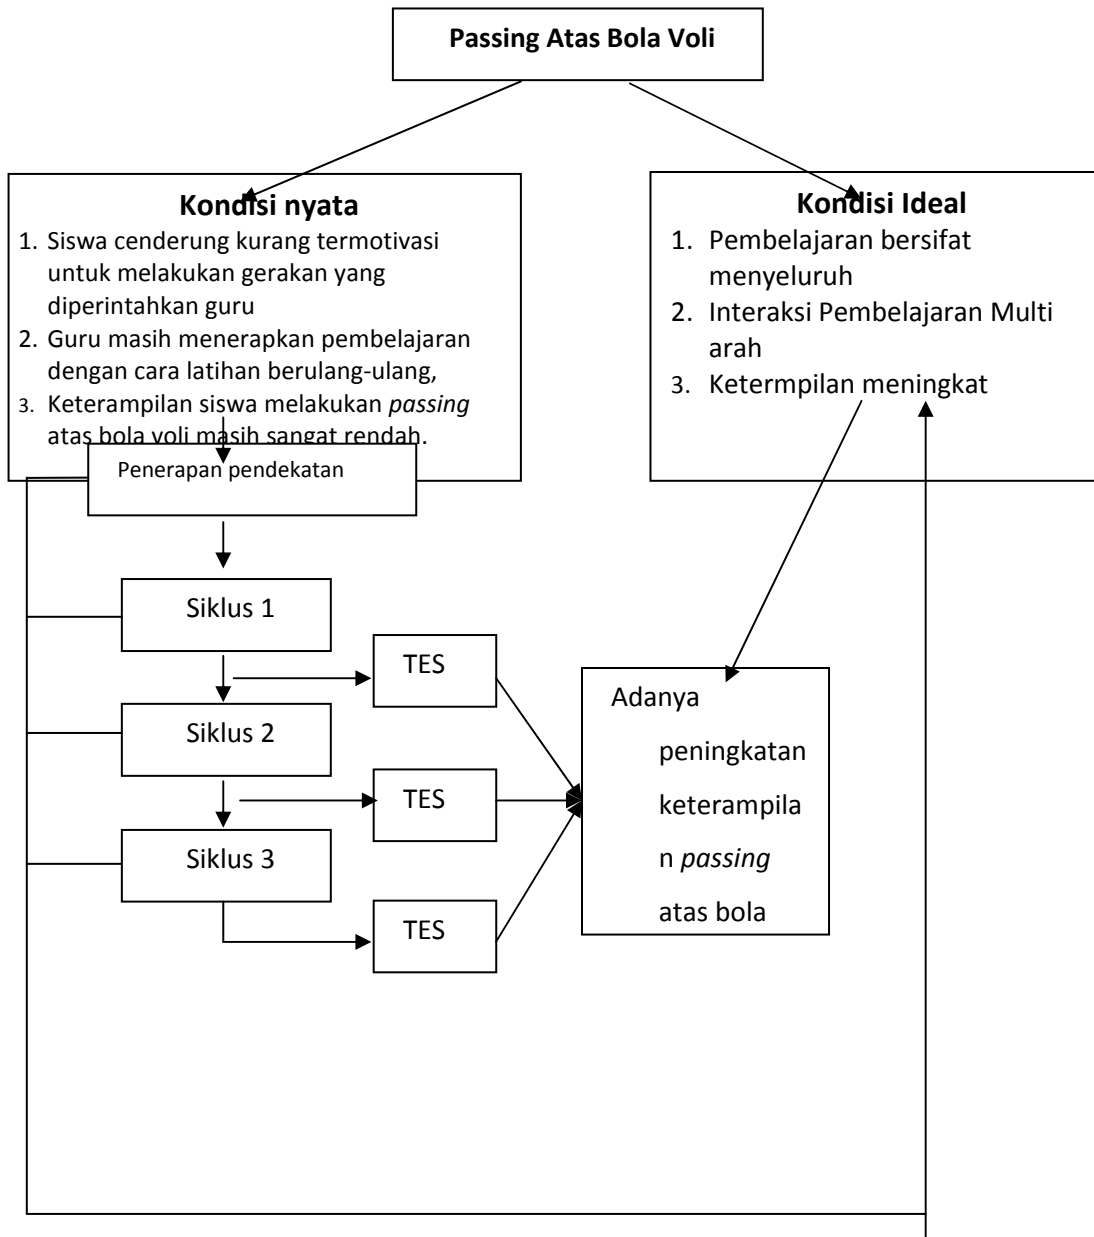 Passing Atas Bola Voli
Kondisi nyata
1. Siswa cenderung kurang termotivasi
untuk melakukan gerakan yang
diperintahkan guru
2. Guru masih menerapkan pembelajaran
dengan cara latihan berulang-ulang,
3. Keterampilan siswa melakukan passing
atas bola voli masih sangat rendah.
Kondisi Ideal
1. Pembelajaran bersifat
menyeluruh
2. Interaksi Pembelajaran Multi
arah
3. Ketermpilan meningkat
Penerapan pendekatan
Siklus 1
TES
Siklus 2
TES
Siklus 3
TES
Adanya
peningkatan
keterampila
n passing
atas bola